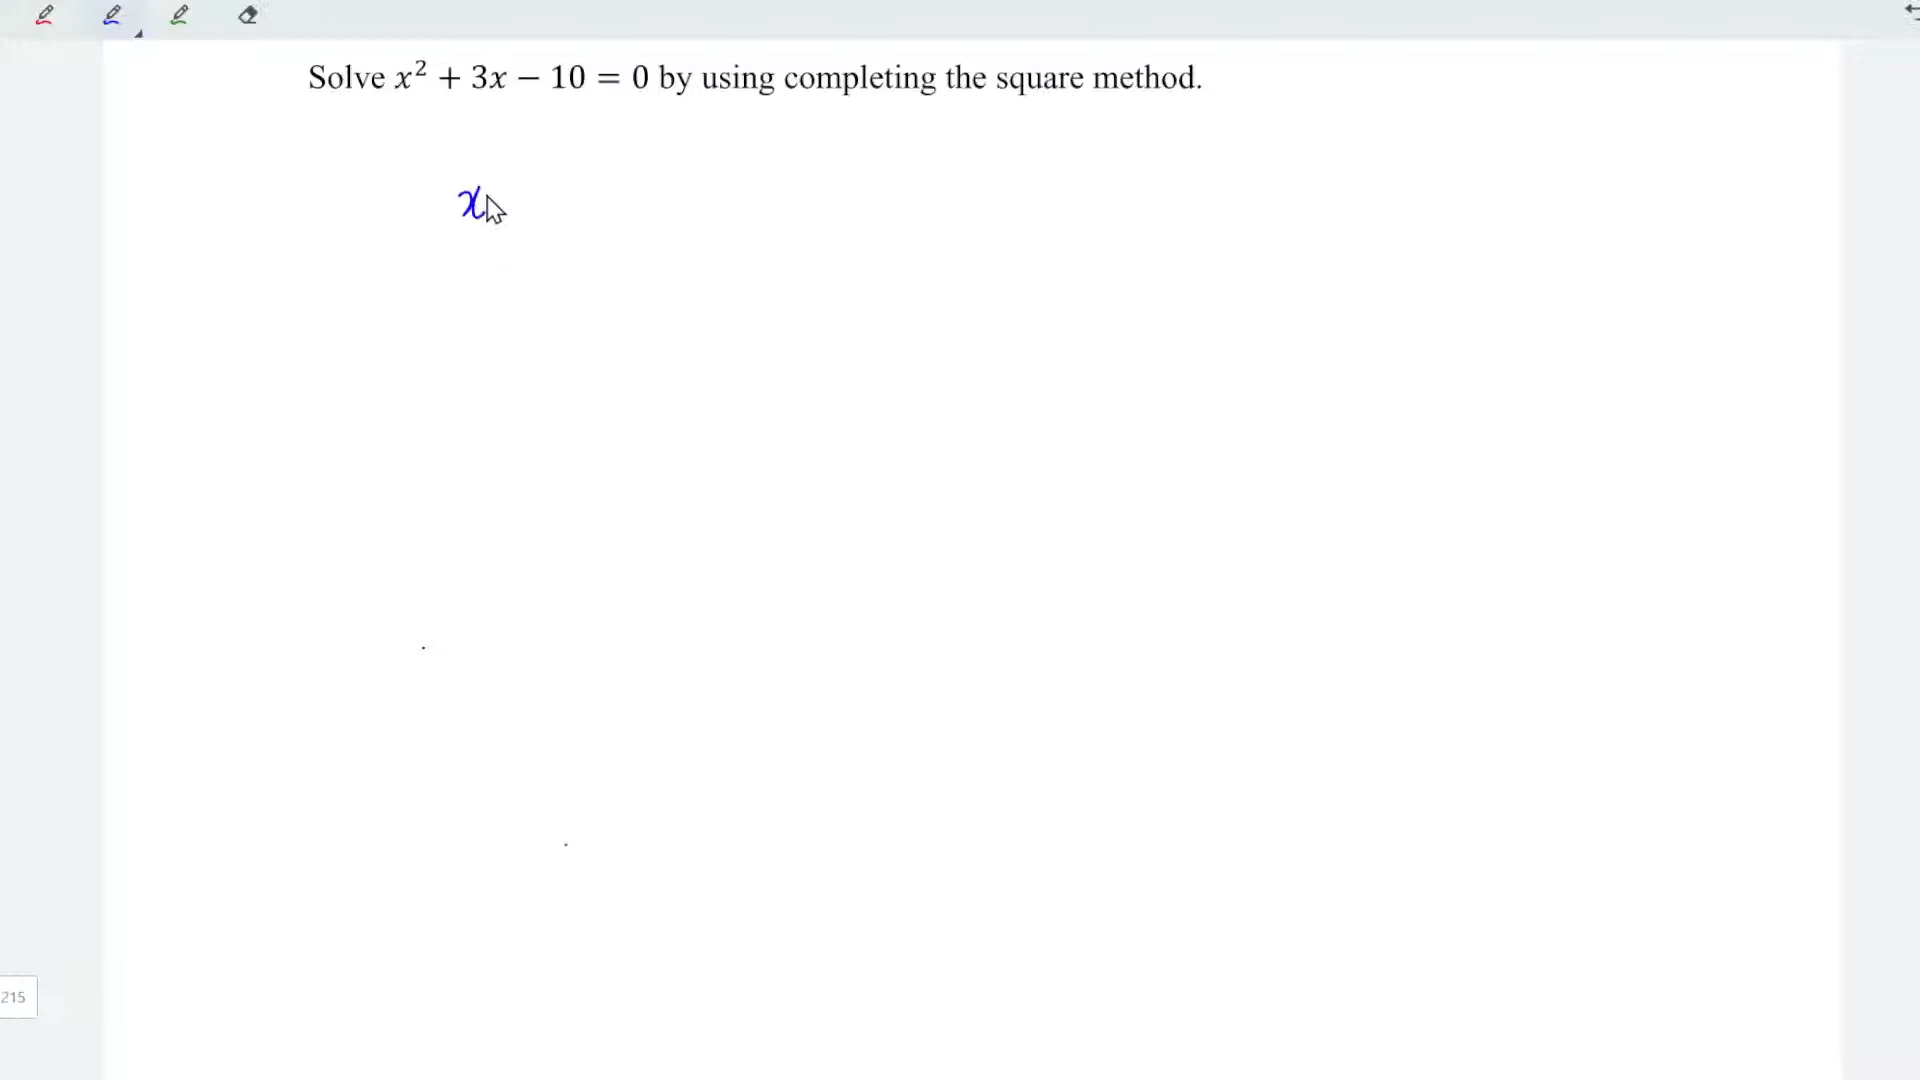 Solve x² + 3x − 10 = 0 by using completing the square method.
x
215